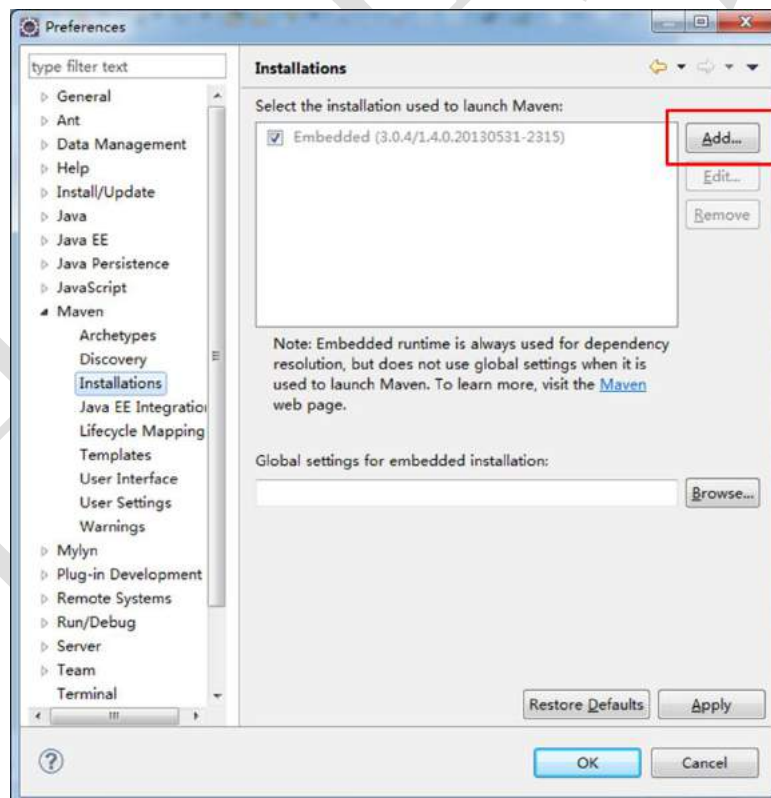 Preferences
type filter text
General
Ant
Data Management
Help
Install/Update
Java
Java EE
Java Persistence
JavaScript
Maven
Archetypes
Discovery
Installations
Java EE Integration
Lifecycle Mapping
Templates
User Interface
User Settings
Warnings
Mylyn
Plug-in Development
Remote Systems
Run/Debug
Server
Team
Terminal
Installations
Select the installation used to launch Maven:
Embedded (3.0.4/1.4.0.20130531-2315)
Add...
Edit...
Remove
Note: Embedded runtime is always used for dependency
resolution, but does not use global settings when it is
used to launch Maven. To learn more, visit the Maven
web page.
Global settings for embedded installation:
Browse...
Restore Defaults
Apply
OK
Cancel